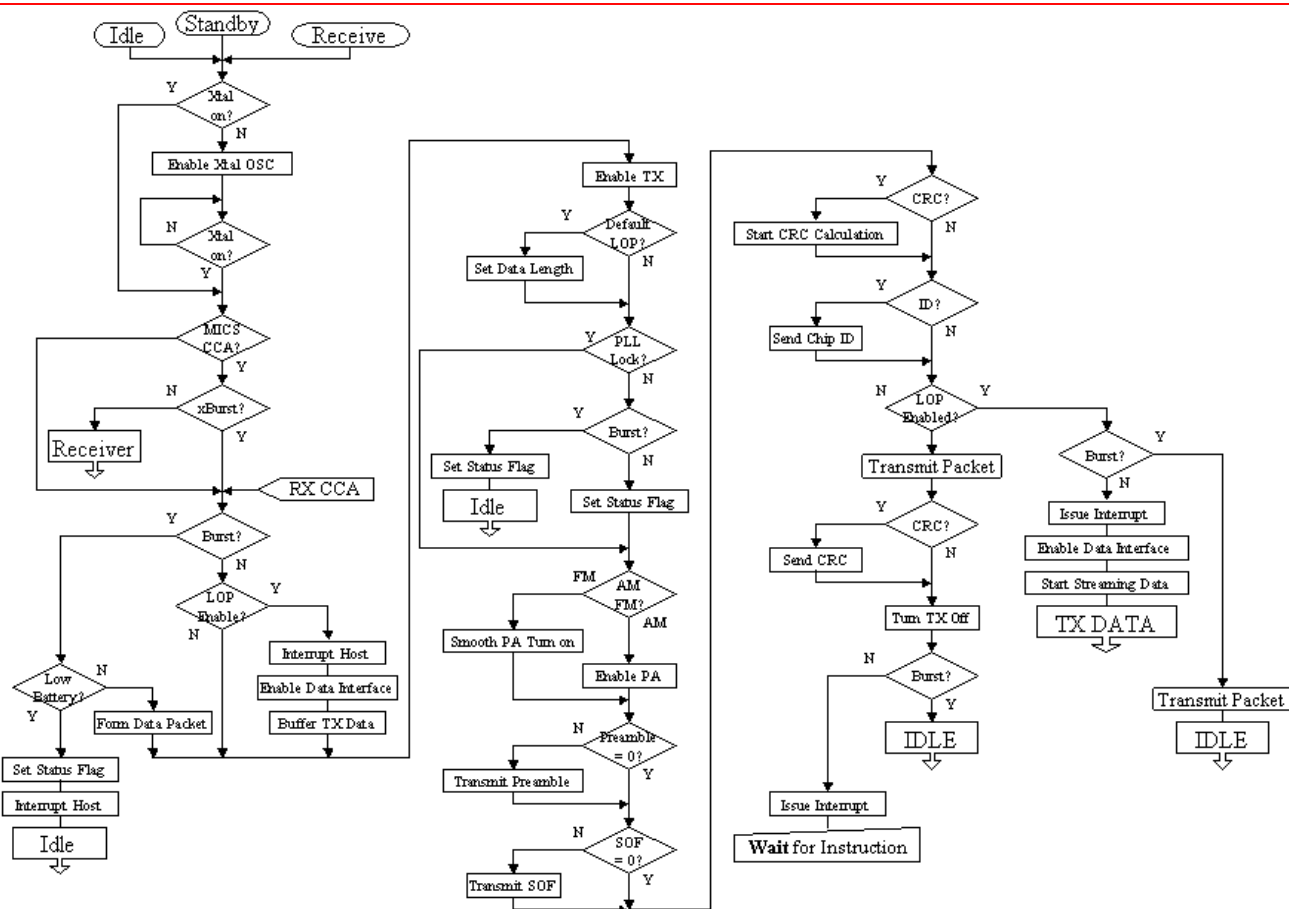 Idle
Standby
Receive
Y
Xtal
on?
N
Enable Xtal OSC
N
Xtal
on?
Y
MICS
CCA?
Y
N
xBurst?
Y
Receiver
RX CCA
Y
Burst?
N
LOP
Enable?
Y
N
Interrupt Host
Enable Data Interface
Buffer TX Data
Low
Battery?
N
Y
Form Data Packet
Set Status Flag
Interrupt Host
Idle
Enable TX
Y
Default
LOP?
N
Set Data Length
Y
PLL
Lock?
N
Y
Burst?
N
Set Status Flag
Idle
Set Status Flag
FM
AM
FM?
AM
Smooth PA Turn on
Enable PA
N
Preamble
= 0?
Y
Transmit Preamble
N
SOF
= 0?
Y
Transmit SOF
Y
CRC?
N
Start CRC Calculation
Y
ID?
N
Send Chip ID
N
LOP
Enabled?
Y
Transmit Packet
Y
CRC?
N
Send CRC
Turn TX Off
N
Burst?
Y
IDLE
Issue Interrupt
Wait for Instruction
Burst?
Y
N
Issue Interrupt
Enable Data Interface
Start Streaming Data
TX DATA
Transmit Packet
IDLE